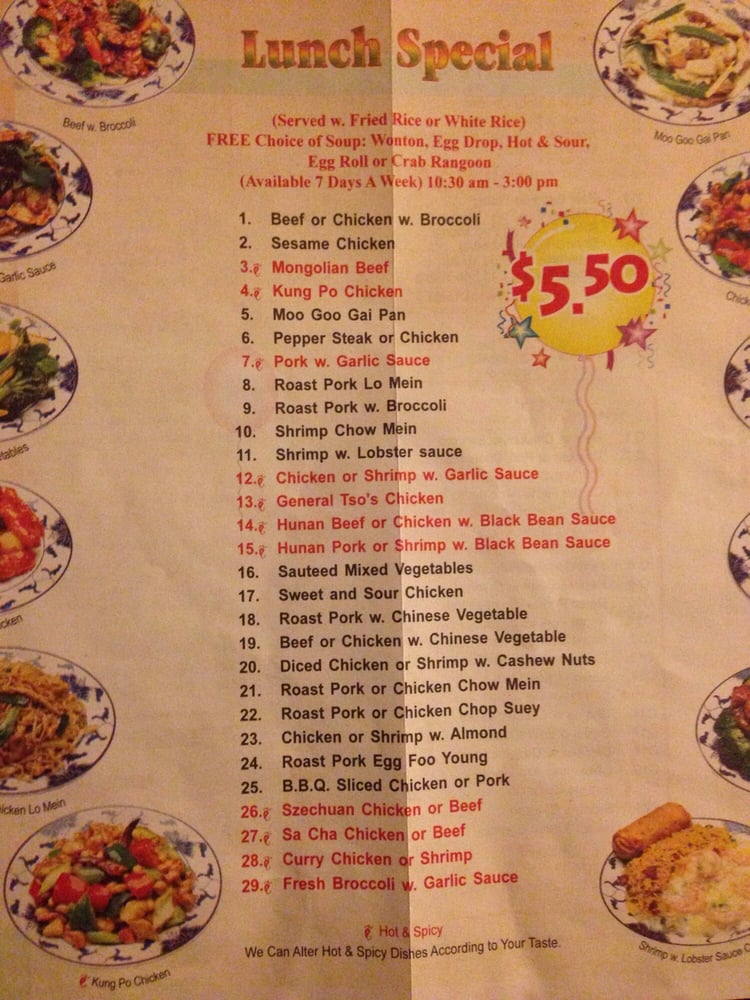 Lunch Special
(Served w. Fried Rice or White Rice)
FREE Choice of Soup: Wonton, Egg Drop, Hot & Sour,
Egg Roll or Crab Rangoon
(Available 7 Days A Week) 10:30 am - 3:00 pm
$5.50
1. Beef or Chicken w. Broccoli
2. Sesame Chicken
3. Mongolian Beef
4. Kung Po Chicken
5. Moo Goo Gai Pan
6. Pepper Steak or Chicken
7. Pork w. Garlic Sauce
8. Roast Pork Lo Mein
9. Roast Pork w. Broccoli
10. Shrimp Chow Mein
11. Shrimp w. Lobster sauce
12. Chicken or Shrimp w. Garlic Sauce
13. General Tso's Chicken
14. Hunan Beef or Chicken w. Black Bean Sauce
15. Hunan Pork or Shrimp w. Black Bean Sauce
16. Sauteed Mixed Vegetables
17. Sweet and Sour Chicken
18. Roast Pork w. Chinese Vegetable
19. Beef or Chicken w. Chinese Vegetable
20. Diced Chicken or Shrimp w. Cashew Nuts
21. Roast Pork or Chicken Chow Mein
22. Roast Pork or Chicken Chop Suey
23. Chicken or Shrimp w. Almond
24. Roast Pork Egg Foo Young
25. B.B.Q. Sliced Chicken or Pork
26. Szechuan Chicken or Beef
27. Sa Cha Chicken or Beef
28. Curry Chicken or Shrimp
29. Fresh Broccoli w. Garlic Sauce
Hot & Spicy
We Can Alter Hot & Spicy Dishes According to Your Taste.
Beef w. Broccoli
Garlic Sauce
Lo Mein
Kung Po Chicken
Moo Goo Gai Pan
Shrimp w. Lobster Sauce